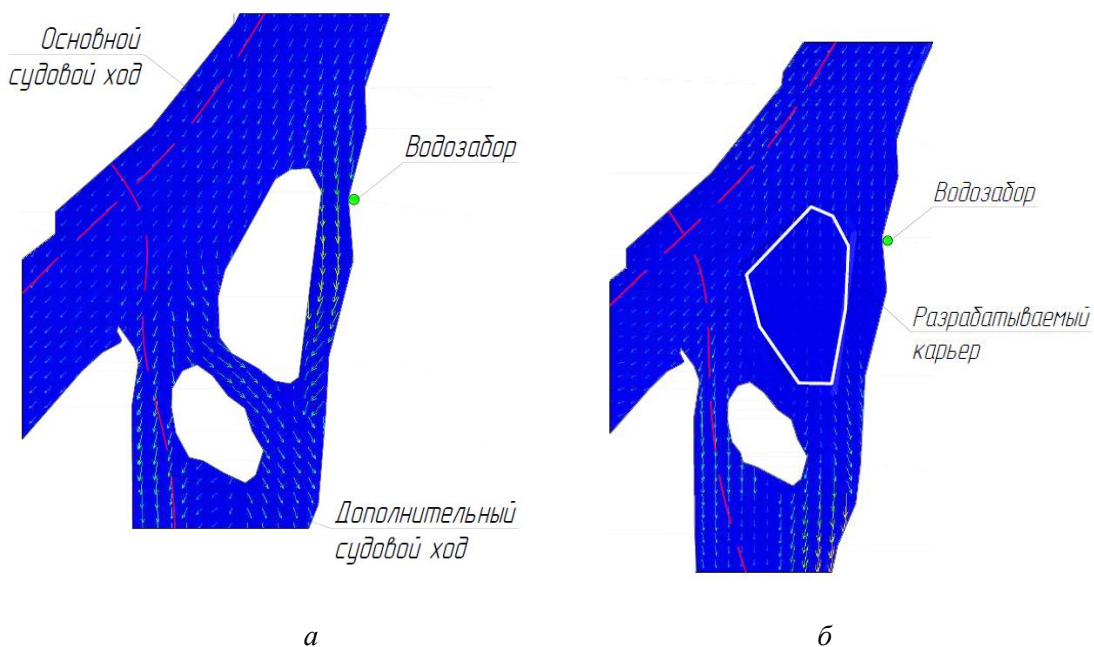 Основной
судовой ход
Водозабор
Дополнительный
судовой ход
а
Водозабор
Разрабатываемый
карьер
б